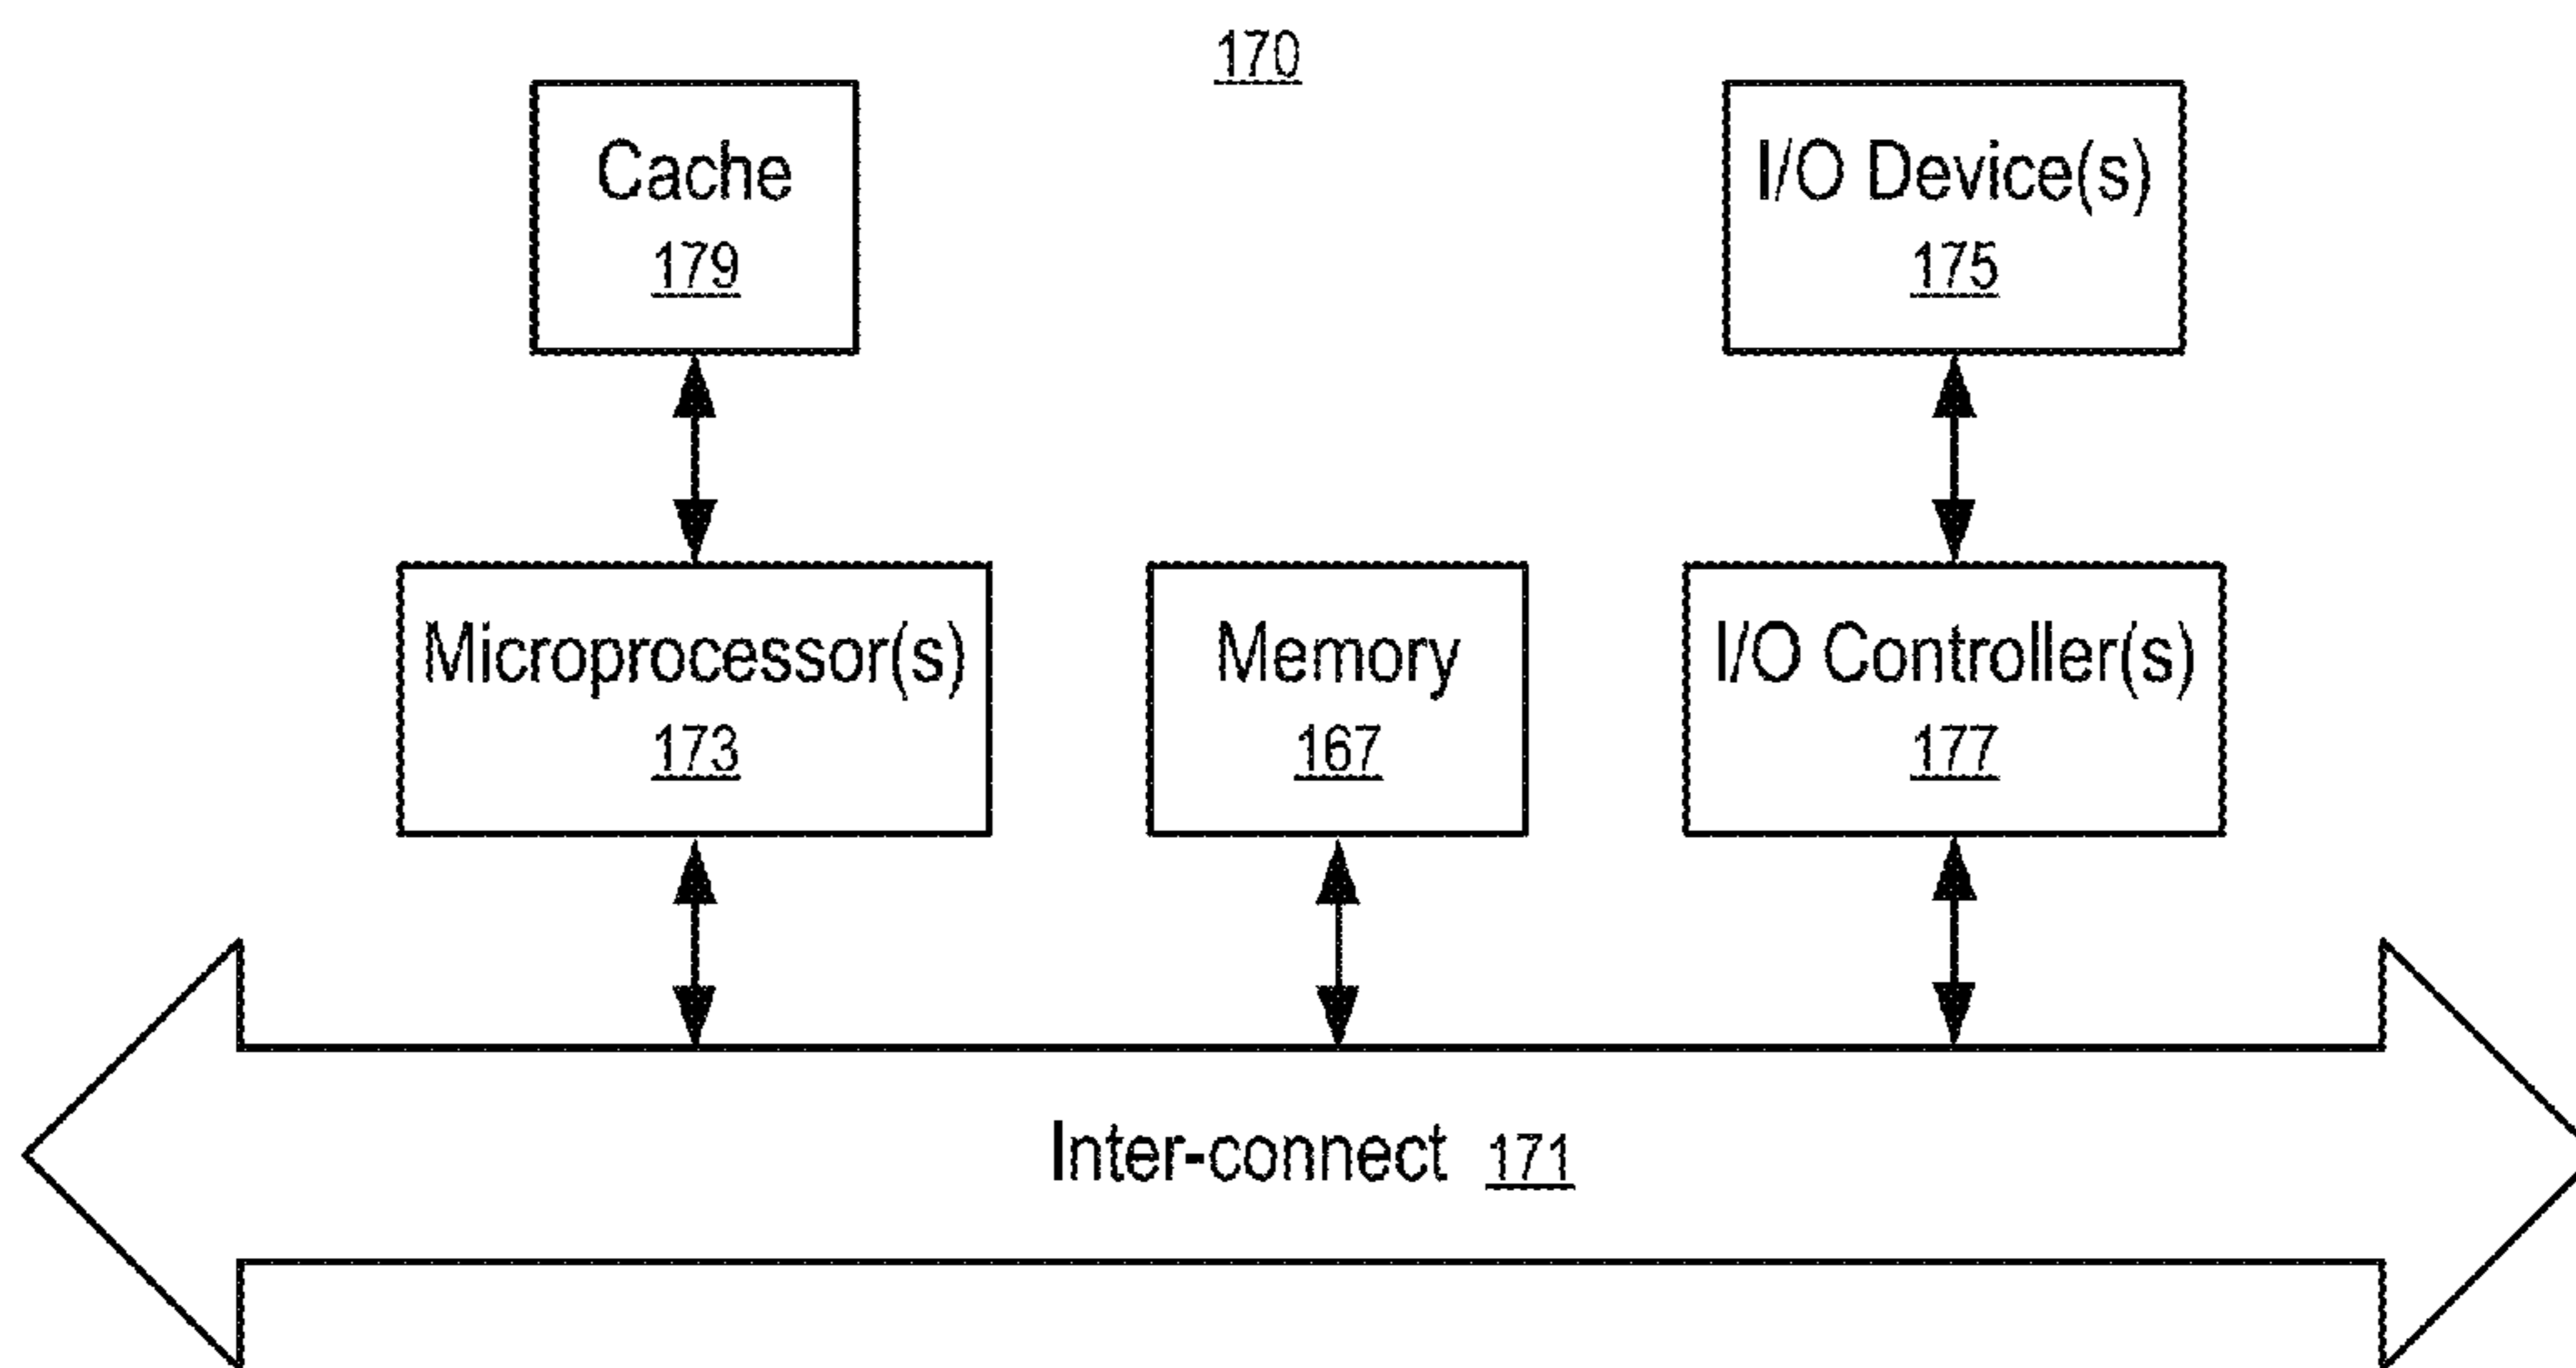 170
Cache
179
I/O Device(s)
175
Microprocessor(s)
173
Memory
167
I/O Controller(s)
177
Inter-connect 171